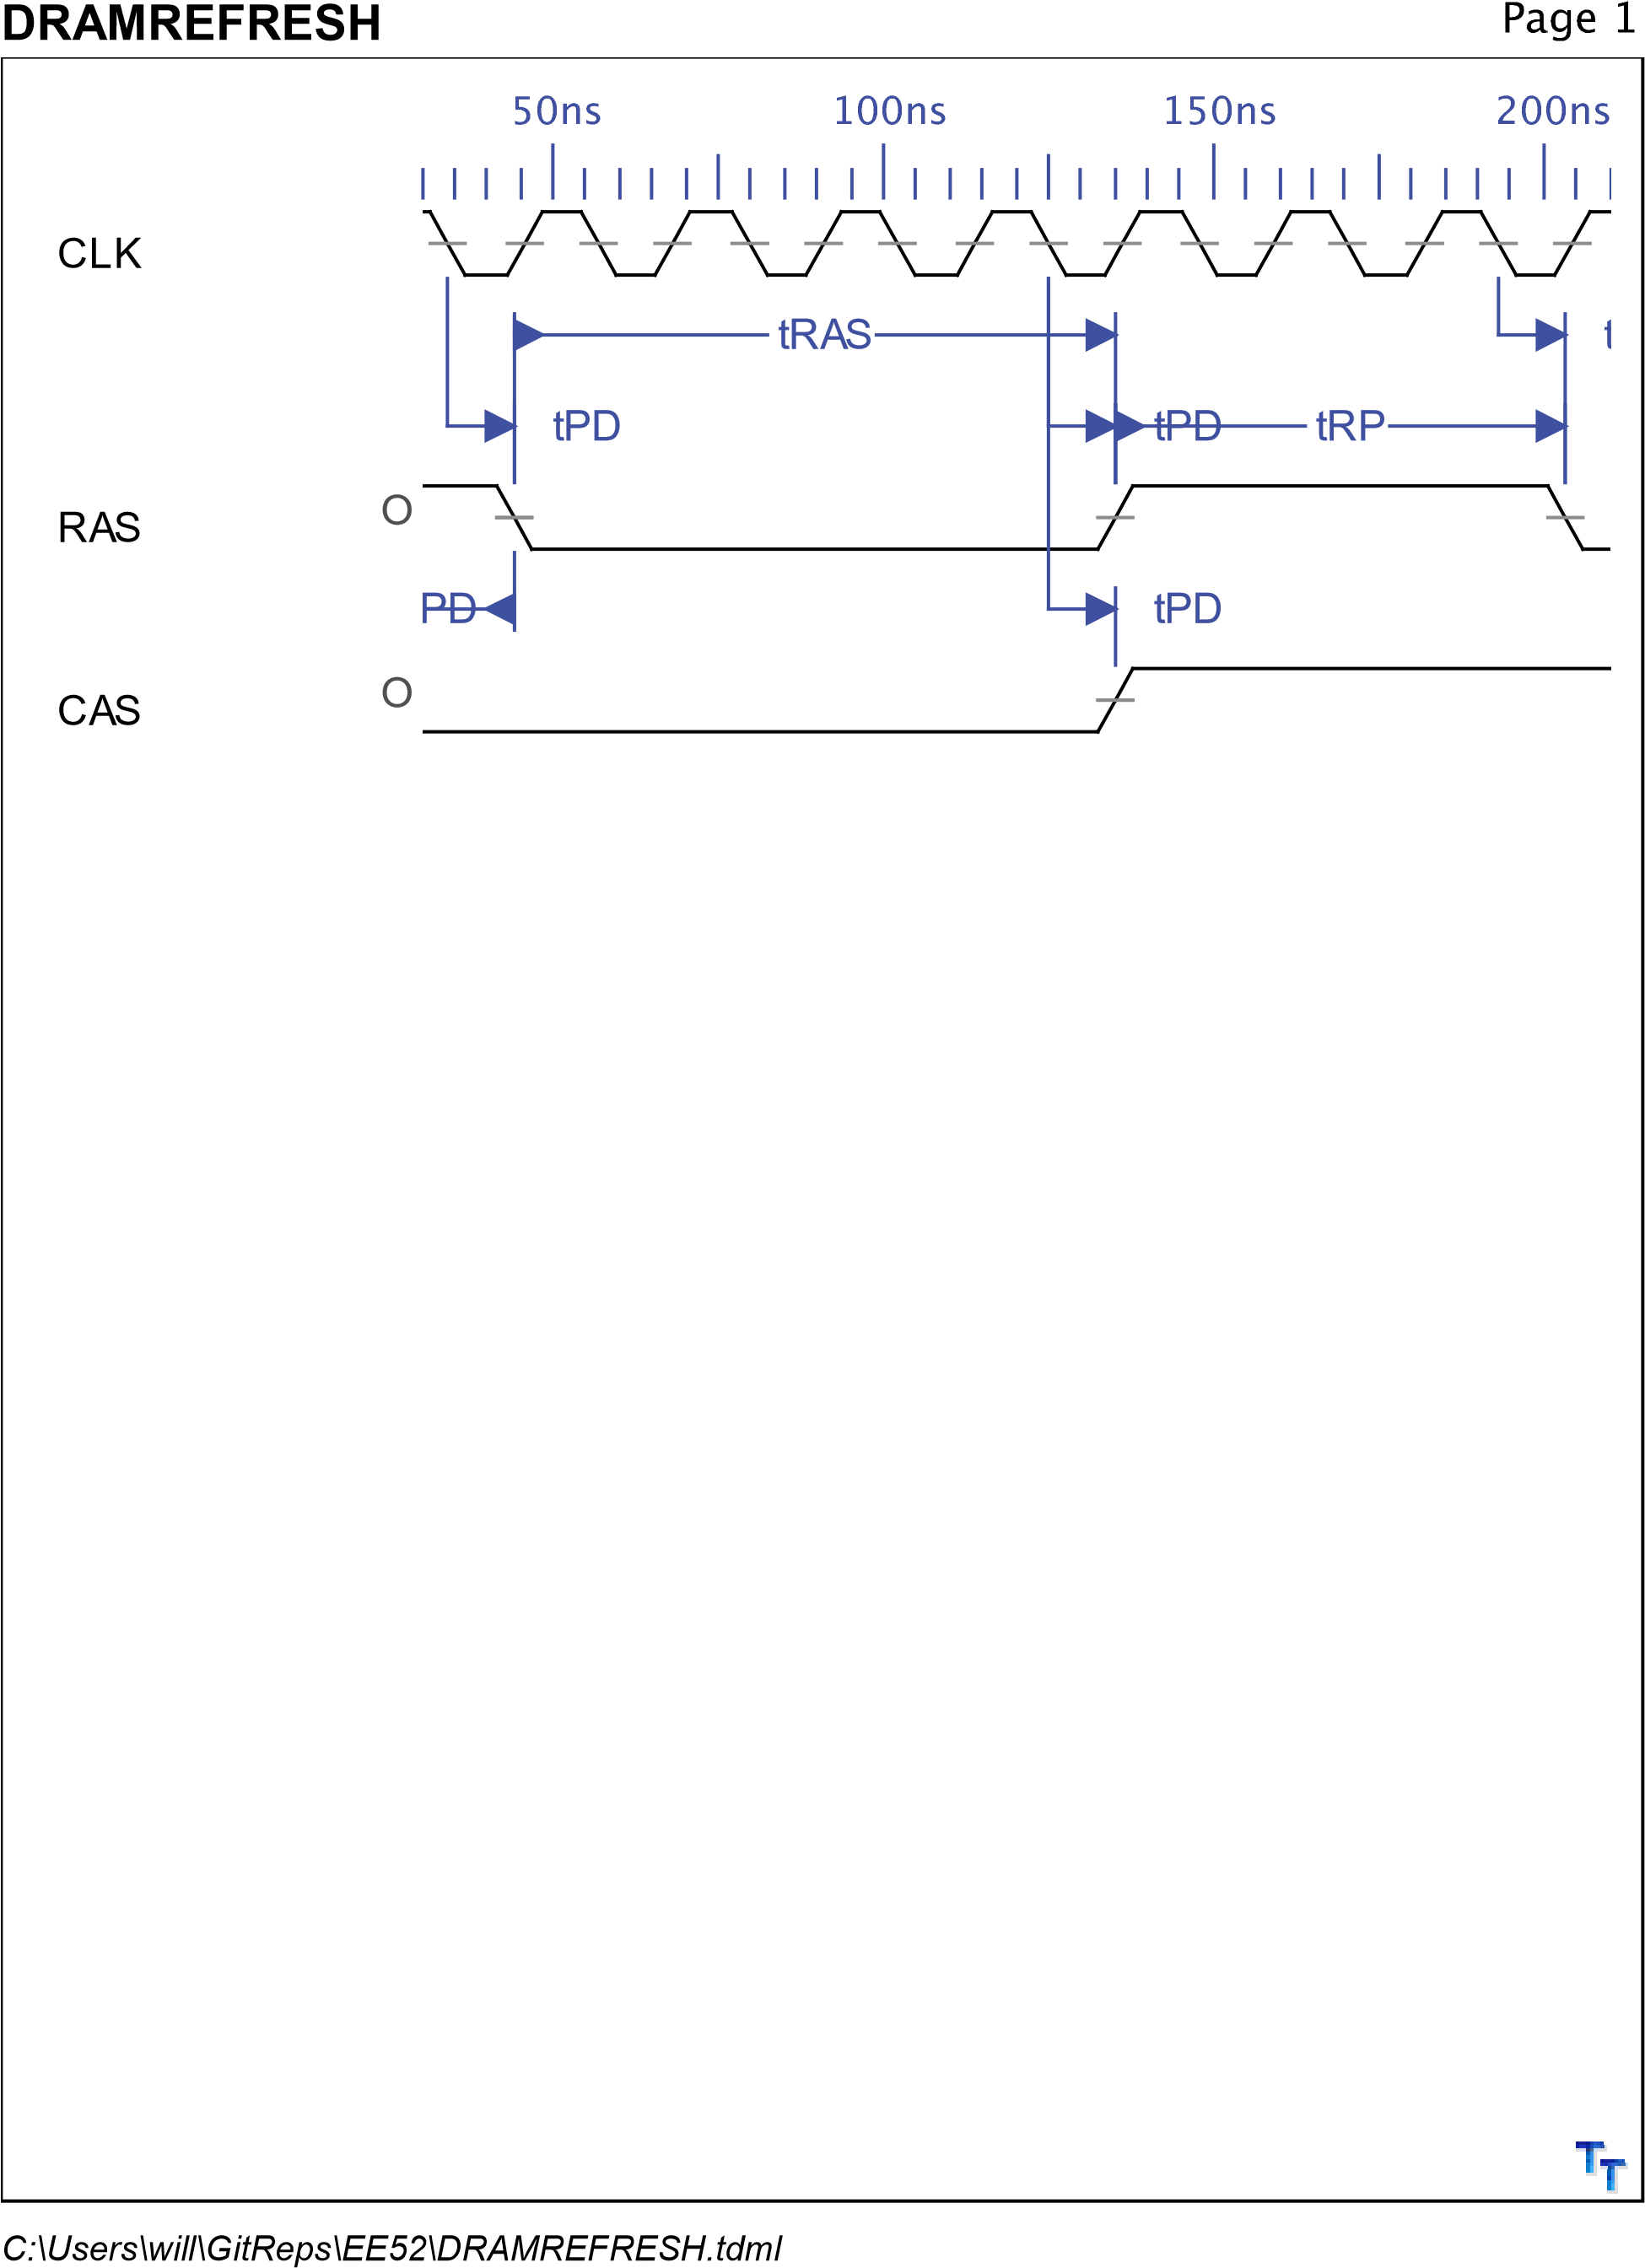 DRAMREFRESH Page 1
50ns 100ns 150ns 200ns
CLK
tRAS t
tPD tPD tRP
RAS O
PD tPD
CAS O
TT
C:\Users\will\GitReps\EE52\DRAMREFRESH.tdml